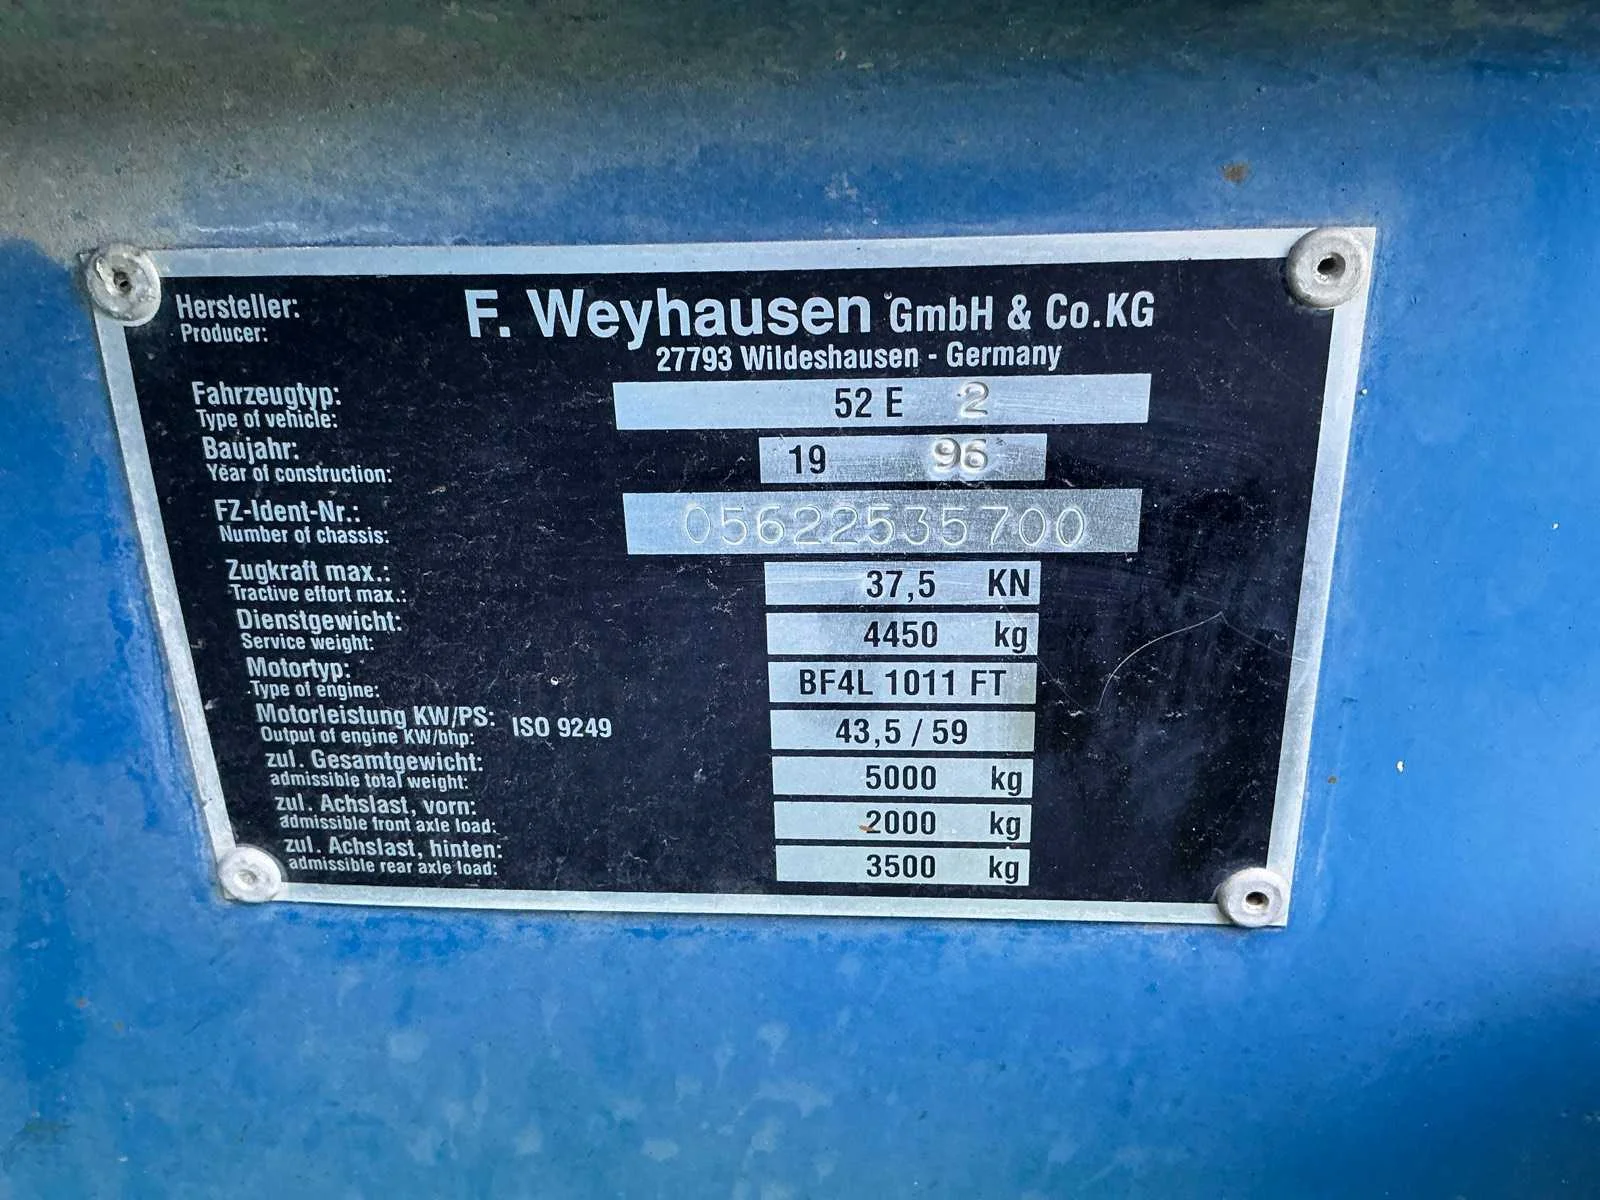 Hersteller: F. Weyhausen GmbH & Co.KG
Producer: 27793 Wildeshausen - Germany
Fahrzeugtyp: 52 E 2
Type of vehicle:
Baujahr: 19 96
Year of construction:
FZ-Ident-Nr.: 05622535700
Number of chassis:
Zugkraft max.: 37,5 KN
Tractive effort max.:
Dienstgewicht: 4450 kg
Service weight:
Motortyp: BF4L 1011 FT
Type of engine:
Motorleistung KW/PS: ISO 9249 43,5 / 59
Output of engine KW/bhp:
zul. Gesamtgewicht: 5000 kg
admissible total weight:
zul. Achslast, vorn: 2000 kg
admissible front axle load:
zul. Achslast, hinten: 3500 kg
admissible rear axle load: